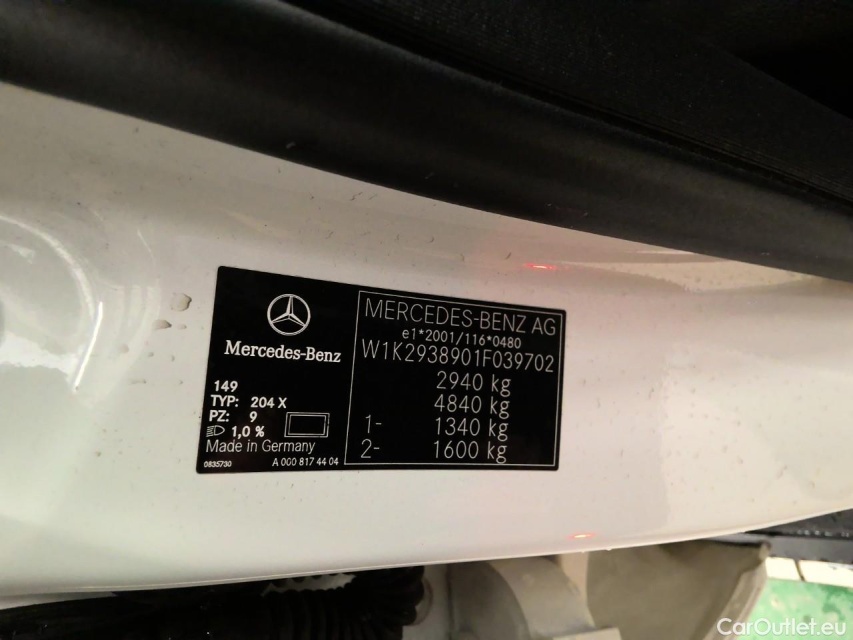 Mercedes-Benz
149
TYP: 204 X
PZ: 9
1,0 %
Made in Germany
0835730 A 000 817 44 04
MERCEDES-BENZ AG
e1*2001/116*0480
W1K2938901F039702
2940 kg
4840 kg
1- 1340 kg
2- 1600 kg
CarOutlet.eu